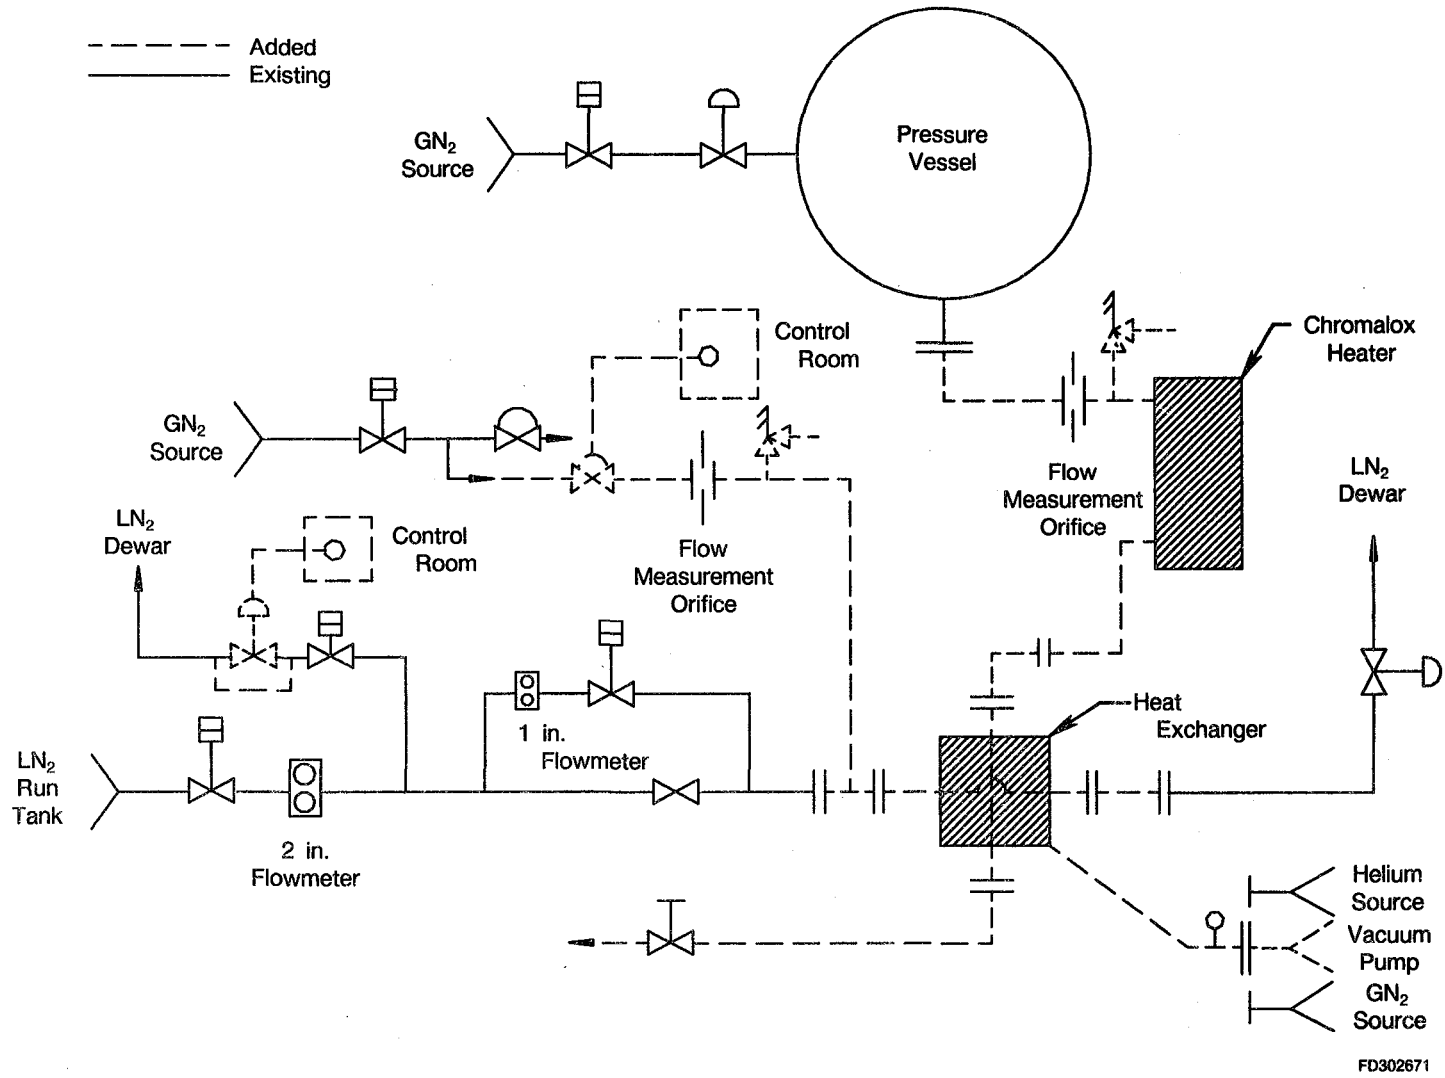 Added
Existing
GN₂
Source
Pressure
Vessel
Control
Room
Chromalox
Heater
GN₂
Source
Flow
Measurement
Orifice
LN₂
Dewar
LN₂
Dewar
Control
Room
Flow
Measurement
Orifice
1 in.
Flowmeter
Heat
Exchanger
LN₂
Run
Tank
2 in.
Flowmeter
Helium
Source
Vacuum
Pump
GN₂
Source
FD302671